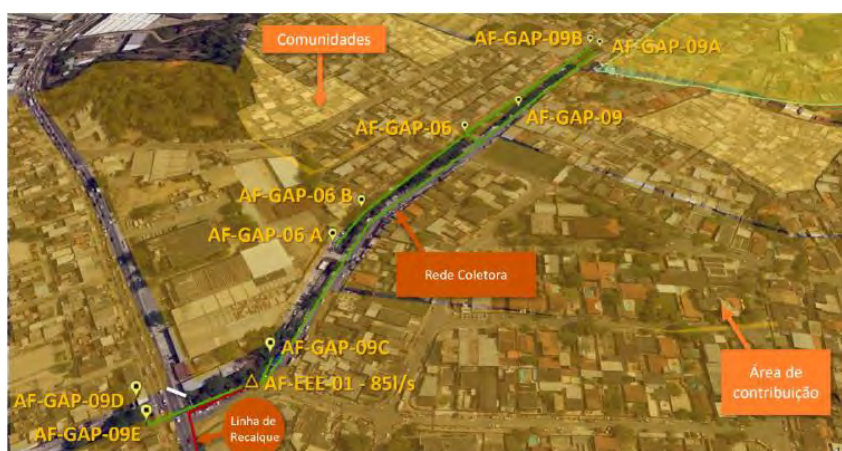 Comunidades
AF-GAP-09B
AF-GAP-09A
AF-GAP-09
AF-GAP-06
AF-GAP-06 B
AF-GAP-06 A
Rede Coletora
AF-GAP-09C
Área de
contribuição
AF-EEE-01 - 85l/s
AF-GAP-09D
AF-GAP-09E
Linha de
Recalque